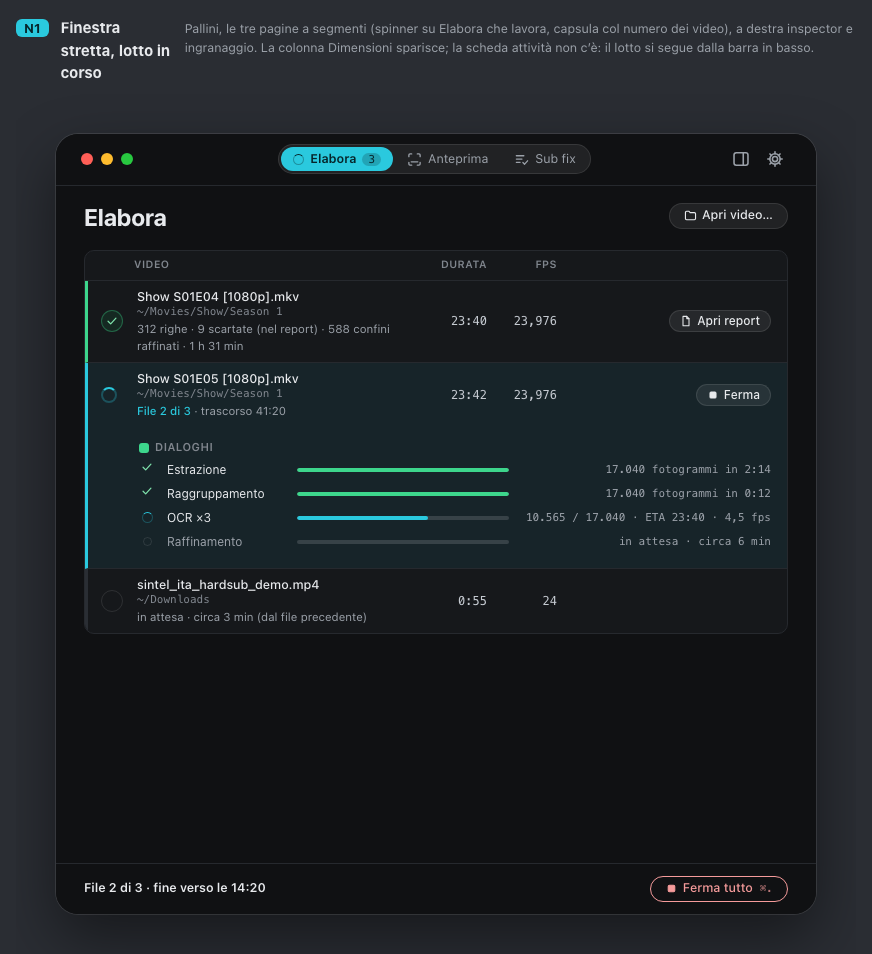 N1
Finestra stretta, lotto in corso
Pallini, le tre pagine a segmenti (spinner su Elabora che lavora, capsula col numero dei video), a destra inspector e
ingranaggio. La colonna Dimensioni sparisce; la scheda attività non c'è: il lotto si segue dalla barra in basso.
Elabora 3 Anteprima Sub fix
Elabora
Apri video…
VIDEO DURATA FPS
Show S01E04 [1080p].mkv
~/Movies/Show/Season 1
312 righe · 9 scartate (nel report) · 588 confini
raffinati · 1 h 31 min
23:40 23,976
Apri report
Show S01E05 [1080p].mkv
~/Movies/Show/Season 1
File 2 di 3 · trascorso 41:20
23:42 23,976
Ferma
DIALOGHI
Estrazione 17.040 fotogrammi in 2:14
Raggruppamento 17.040 fotogrammi in 0:12
OCR ×3 10.565 / 17.040 · ETA 23:40 · 4,5 fps
Raffinamento in attesa · circa 6 min
sintel_ita_hardsub_demo.mp4
~/Downloads
in attesa · circa 3 min (dal file precedente)
0:55 24
File 2 di 3 · fine verso le 14:20
Ferma tutto ⌘.